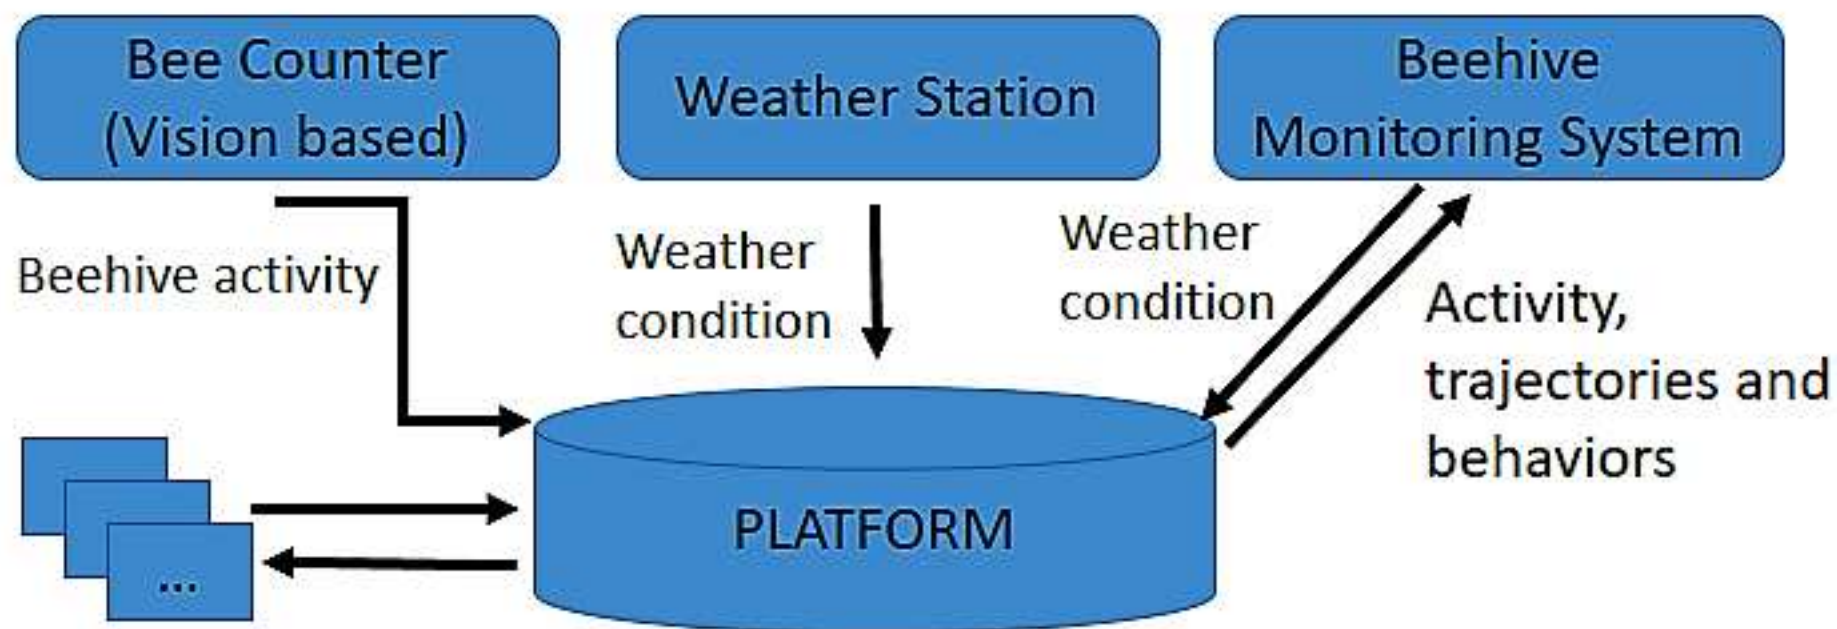 Bee Counter
(Vision based)
Weather Station
Beehive
Monitoring System
Beehive activity
Weather
condition
Weather
condition
Activity,
trajectories and
behaviors
PLATFORM
...